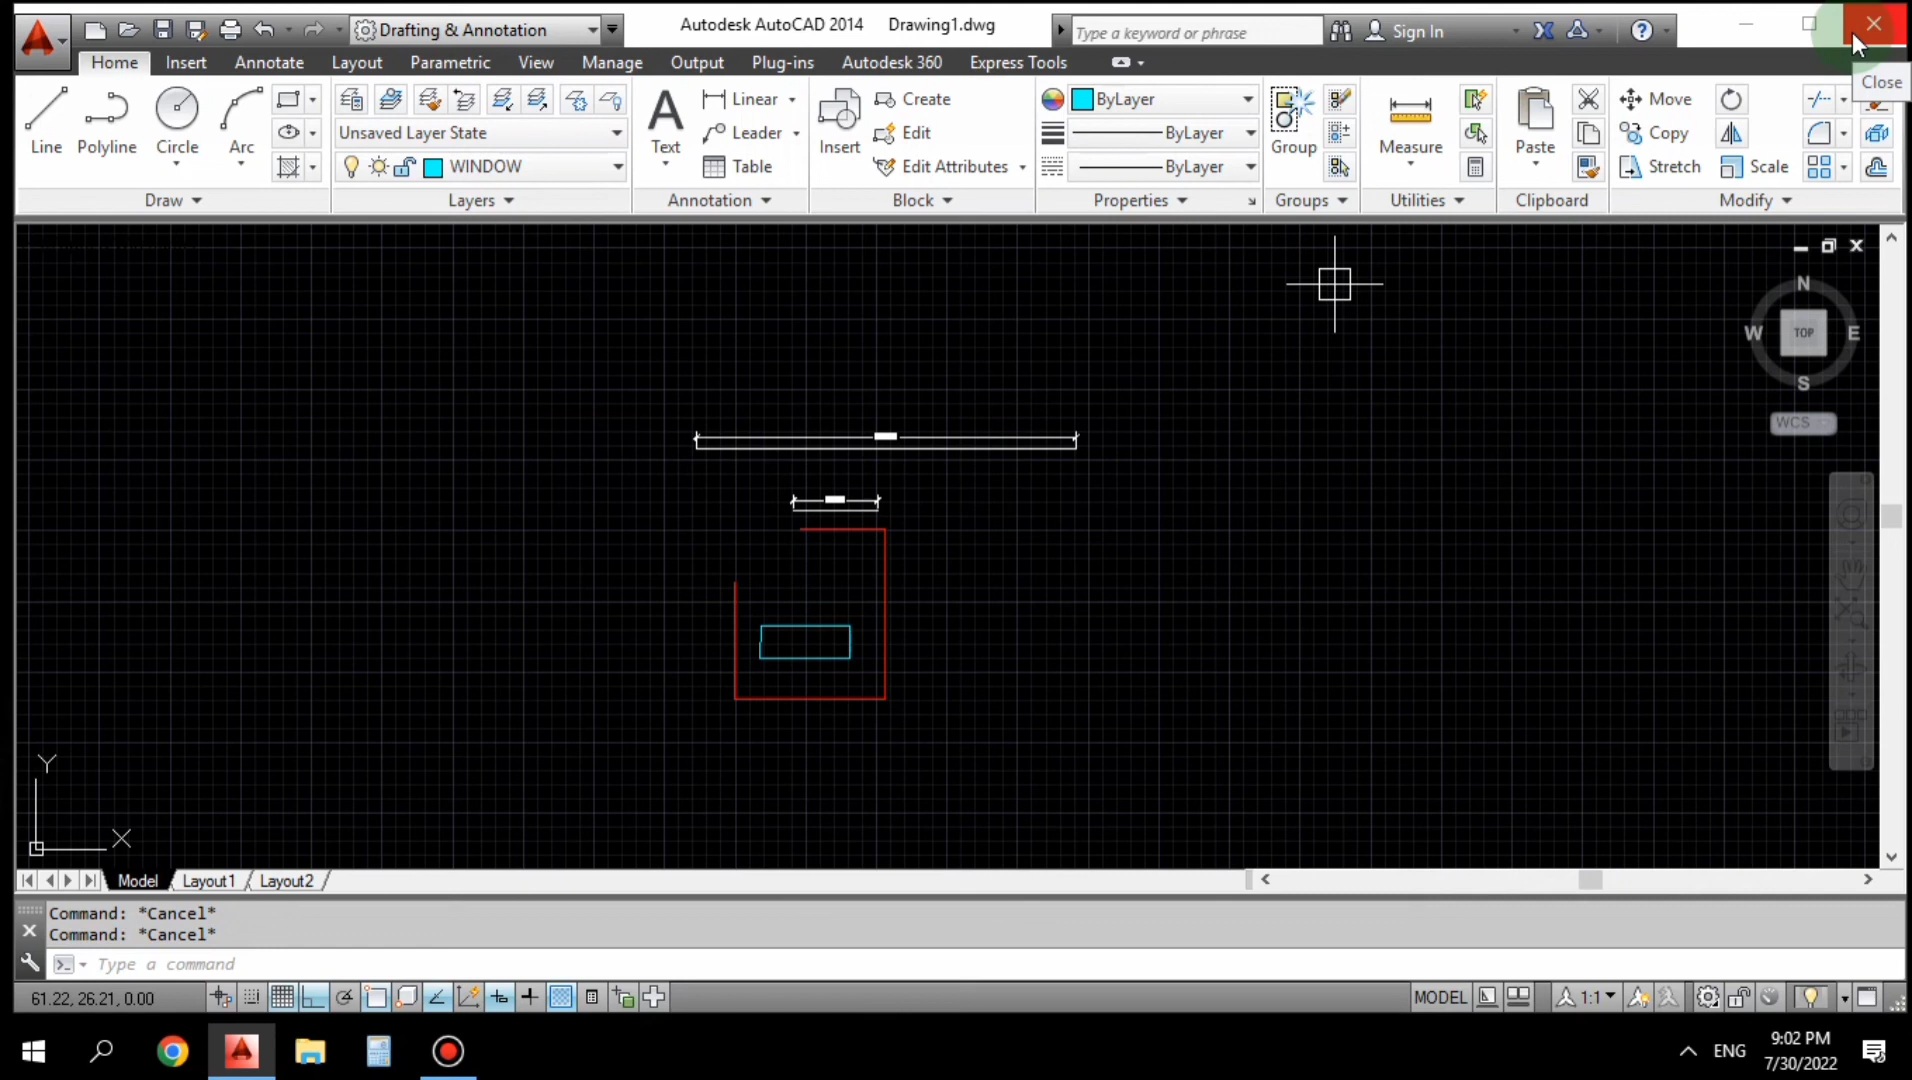 Drafting & Annotation
Autodesk AutoCAD 2014 Drawing1.dwg
Type a keyword or phrase
Sign In
Close
Home Insert Annotate Layout Parametric View Manage Output Plug-ins Autodesk 360 Express Tools
Line Polyline Circle Arc
Draw
Unsaved Layer State
WINDOW
Layers
Text
Linear
Leader
Table
Annotation
Insert
Create
Edit
Edit Attributes
Block
ByLayer
ByLayer
ByLayer
Properties
Group
Groups
Measure
Utilities
Paste
Clipboard
Move
Copy
Stretch
Scale
Modify
N
W TOP E
S
WCS
Y
X
Model Layout1 Layout2
Command: *Cancel*
Command: *Cancel*
Type a command
61.22, 26.21, 0.00
MODEL
1:1
ENG
9:02 PM
7/30/2022